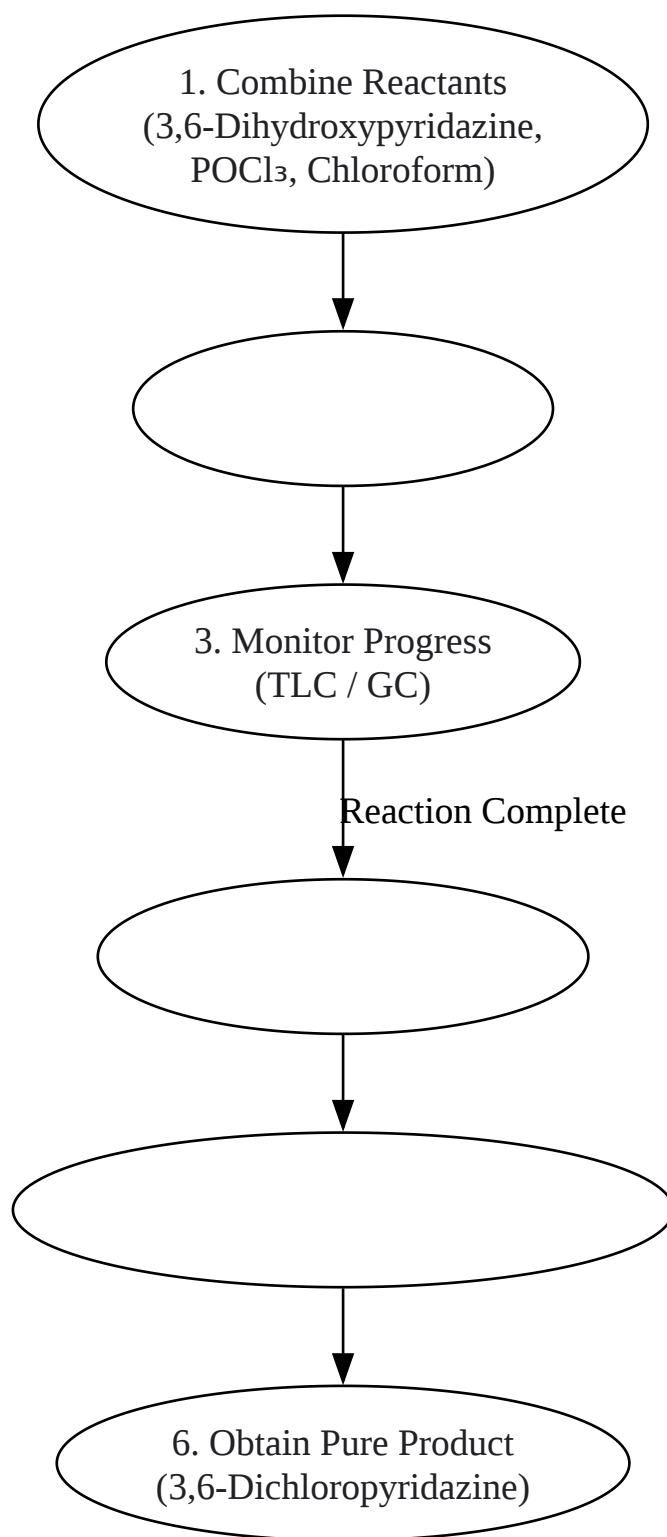 1. Combine Reactants
(3,6-Dihydroxypyridazine,
POCl₃, Chloroform)
3. Monitor Progress
(TLC / GC)
Reaction Complete
6. Obtain Pure Product
(3,6-Dichloropyridazine)